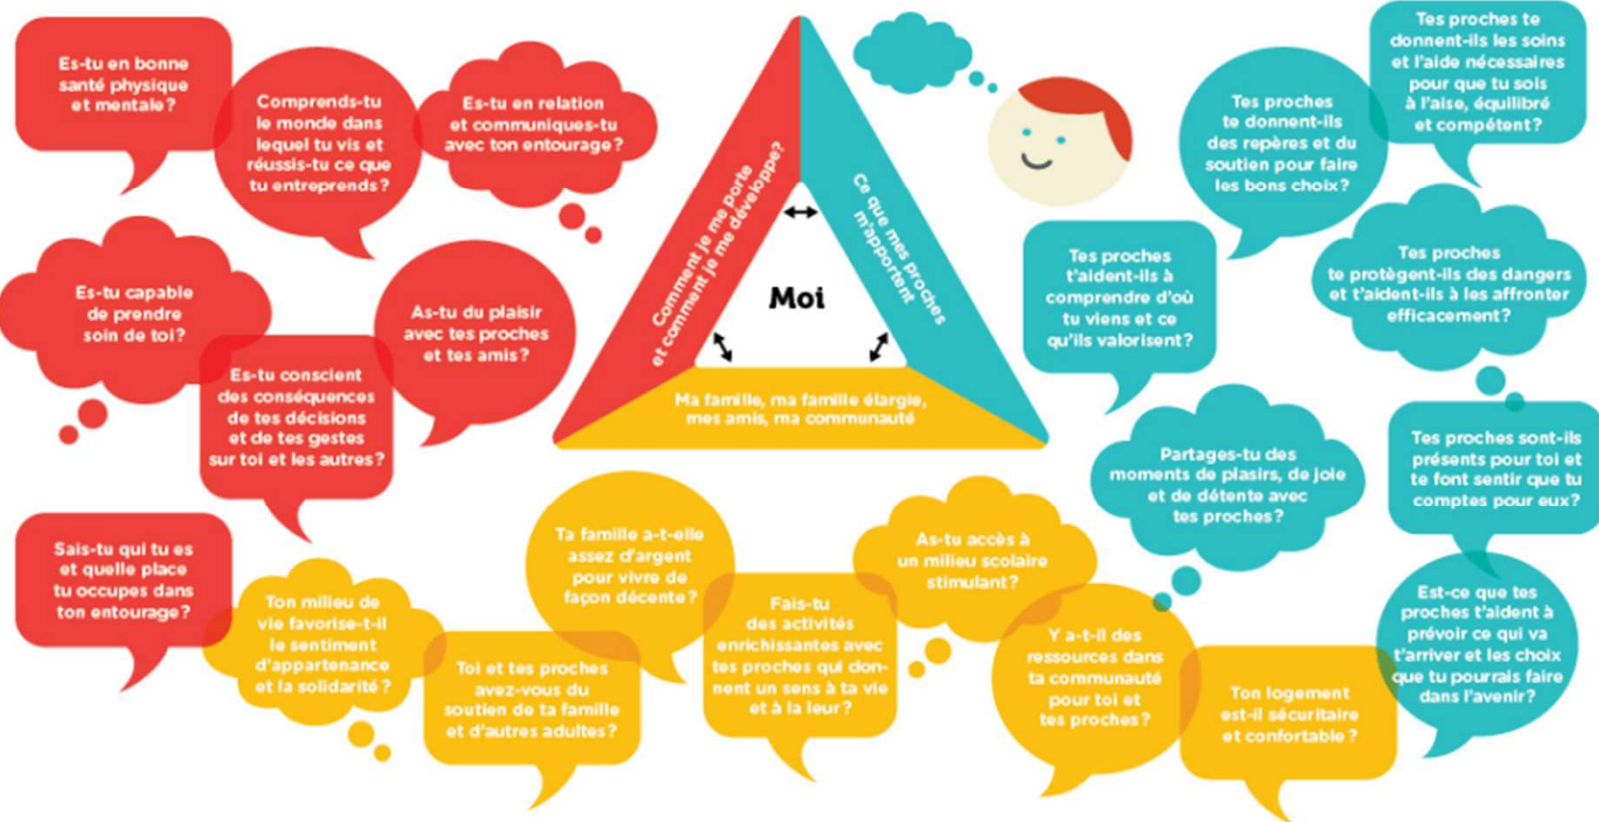 Es-tu en bonne
santé physique
et mentale?
Comprends-tu
le monde dans
lequel tu vis et
réussis-tu ce que
tu entreprends?
Es-tu en relation
et communiques-tu
avec ton entourage?
Es-tu capable
de prendre
soin de toi?
Es-tu conscient
des conséquences
de tes décisions
et de tes gestes
sur toi et les autres?
As-tu du plaisir
avec tes proches
et tes amis?
Sais-tu qui tu es
et quelle place
tu occupes dans
ton entourage?
Comment je me porte
et comment je me développe?
Ce que mes proches
m'apportent
Moi
Ma famille, ma famille élargie,
mes amis, ma communauté
Tes proches
te donnent-ils
des repères et du
soutien pour faire
les bons choix?
Tes proches te
donnent-ils les soins
et l'aide nécessaires
pour que tu sois
à l'aise, équilibré
et compétent?
Tes proches
t'aident-ils à
comprendre d'où
tu viens et ce
qu'ils valorisent?
Tes proches
te protègent-ils des dangers
et t'aident-ils à les affronter
efficacement?
Partages-tu des
moments de plasirs, de joie
et de détente avec
tes proches?
Tes proches sont-ils
présents pour toi et
te font sentir que tu
comptes pour eux?
Est-ce que tes
proches t'aident à
prévoir ce qui va
t'arriver et les choix
que tu pourrais faire
dans l'avenir?
Ton milieu de
vie favorise-t-il
le sentiment
d'appartenance
et la solidarité?
Toi et tes proches
avez-vous du
soutien de ta famille
et d'autres adultes?
Ta famille a-t-elle
assez d'argent
pour vivre de
façon décente?
Fais-tu
des activités
enrichissantes avec
tes proches qui don-
nent un sens à ta vie
et à la leur?
As-tu accès à
un milieu scolaire
stimulant?
Y a-t-il des
ressources dans
ta communauté
pour toi et
tes proches?
Ton logement
est-il sécuritaire
et confortable?